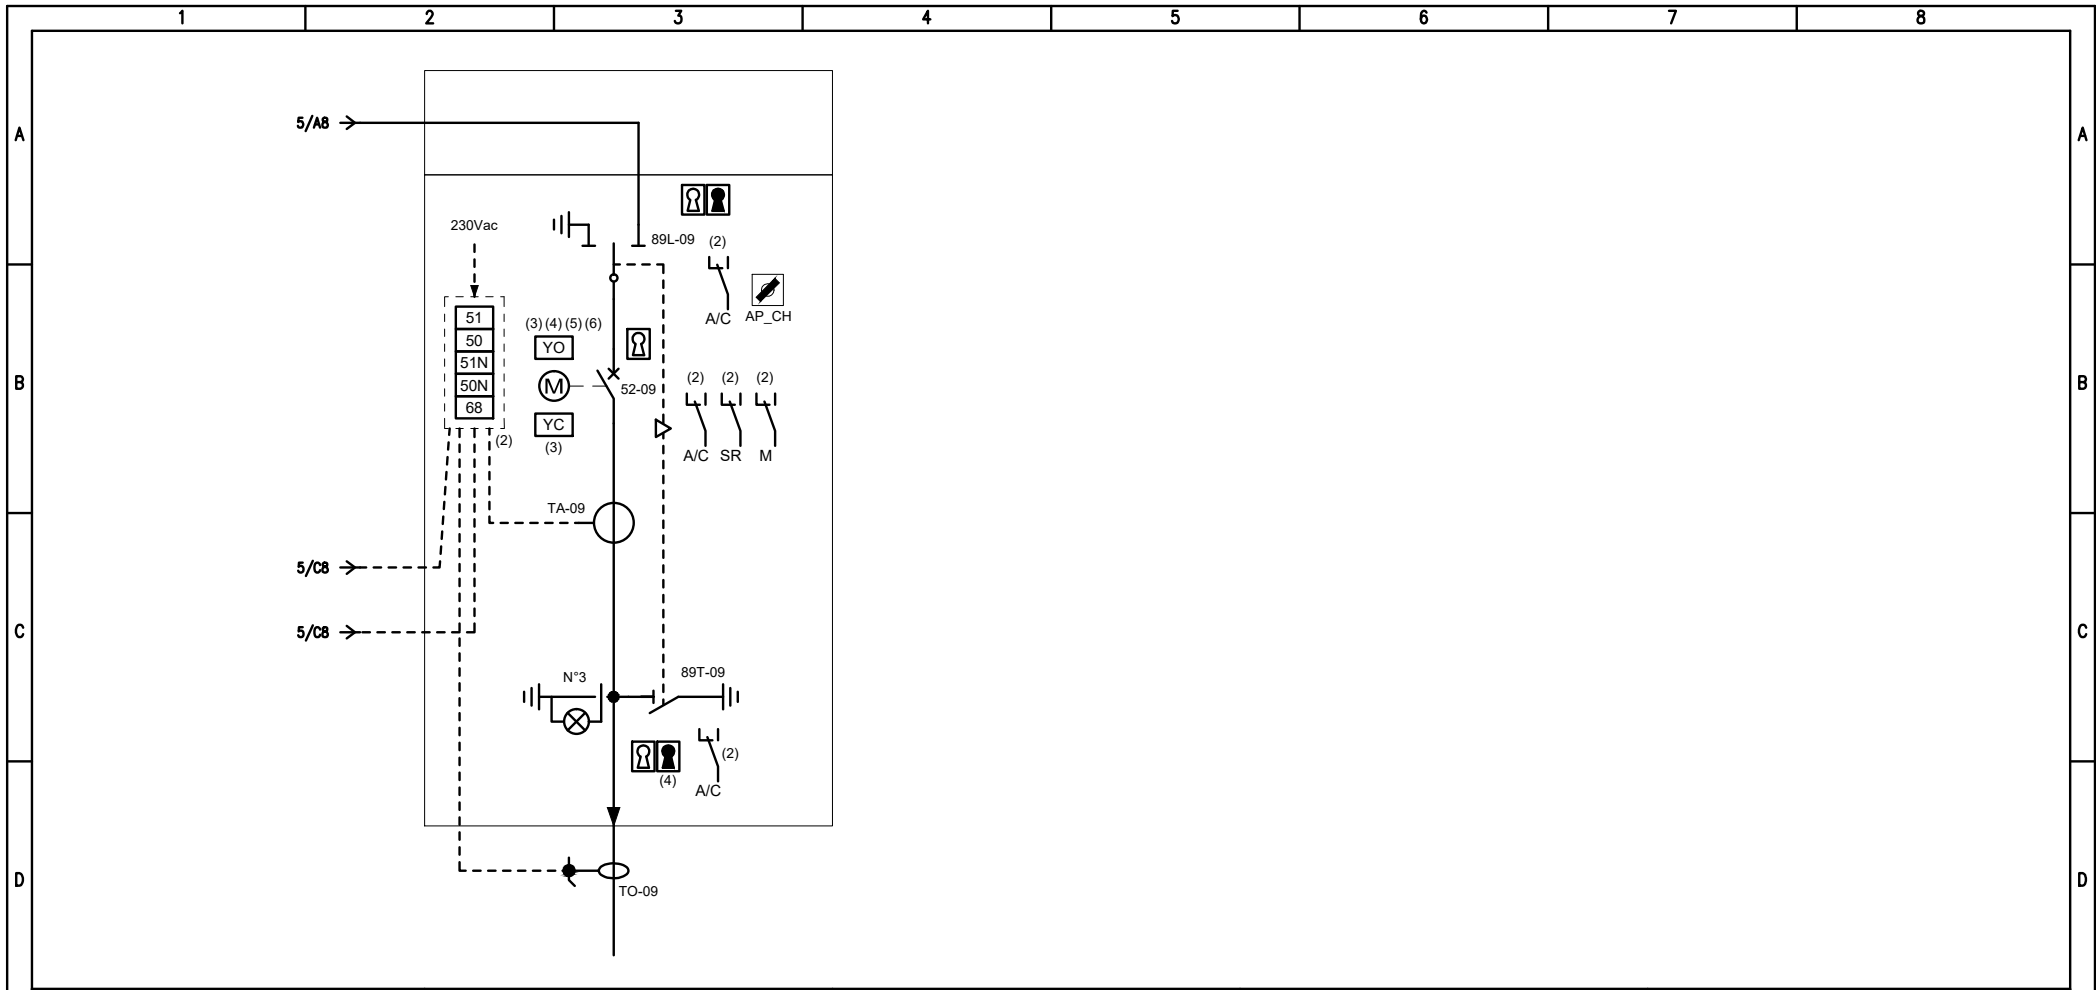 1 2 3 4 5 6 7 8
A A
5/A8
230Vac
89L-09 (2)
A/C AP_CH
51
50
51N
50N
68
(2)
(3) (4) (5) (6)
YO
M
YC
(3)
52-09
(2) (2) (2)
A/C SR M
B B
TA-09
5/C8
5/C8
C C
N°3
89T-09
(4)
(2)
A/C
D D
TO-09